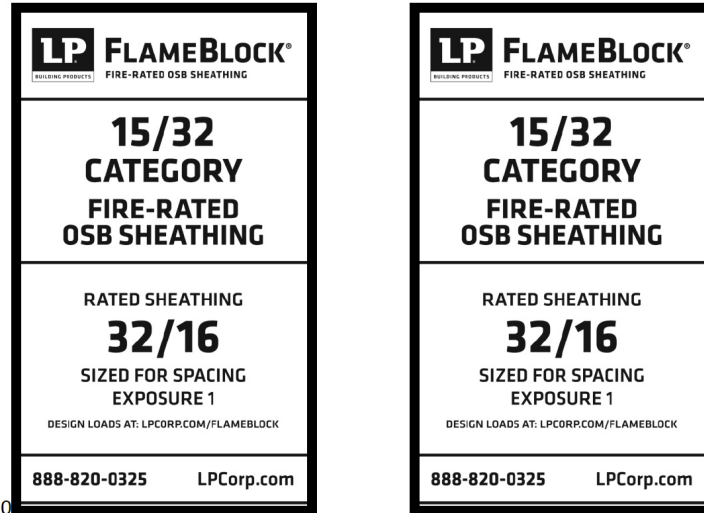 LP
BUILDING PRODUCTS
FLAMEBLOCK®
FIRE-RATED OSB SHEATHING
15/32
CATEGORY
FIRE-RATED
OSB SHEATHING
RATED SHEATHING
32/16
SIZED FOR SPACING
EXPOSURE 1
DESIGN LOADS AT: LPCORP.COM/FLAMEBLOCK
888-820-0325 LPCorp.com
0
LP
BUILDING PRODUCTS
FLAMEBLOCK®
FIRE-RATED OSB SHEATHING
15/32
CATEGORY
FIRE-RATED
OSB SHEATHING
RATED SHEATHING
32/16
SIZED FOR SPACING
EXPOSURE 1
DESIGN LOADS AT: LPCORP.COM/FLAMEBLOCK
888-820-0325 LPCorp.com